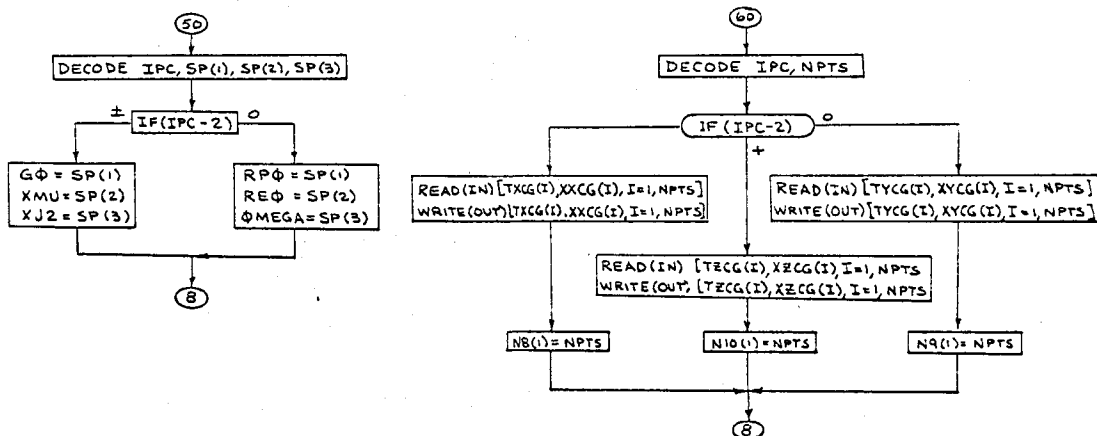 50
DECODE IPC, SP(1), SP(2), SP(3)
±
IF(IPC-2)
0
GΦ = SP(1)
XMU = SP(2)
XJ2 = SP(3)
RPΦ = SP(1)
REΦ = SP(2)
ΦMEGA = SP(3)
8
60
DECODE IPC, NPTS
IF (IPC-2)
0
+
READ(IN) [TXCG(I), XXCG(I), I=1, NPTS]
WRITE(OUT)[TXCG(I), XXCG(I), I=1, NPTS]
READ(IN) [TYCG(I), XYCG(I), I=1, NPTS]
WRITE(OUT) [TYCG(I), XYCG(I), I=1, NPTS]
READ(IN) [TZCG(I), XZCG(I), I=1, NPTS
WRITE(OUT, [TZCG(I), XZCG(I), I=1, NPTS
N8(1) = NPTS
N10(1) = NPTS
N9(1) = NPTS
8